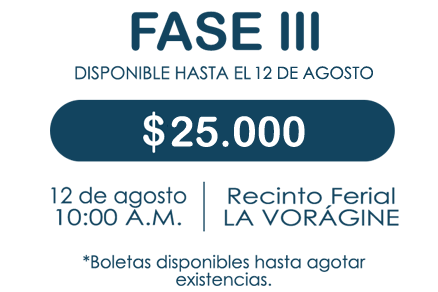 FASE III
DISPONIBLE HASTA EL 12 DE AGOSTO
$25.000
12 de agosto
10:00 A.M.
Recinto Ferial
LA VORÁGINE
*Boletas disponibles hasta agotar
existencias.